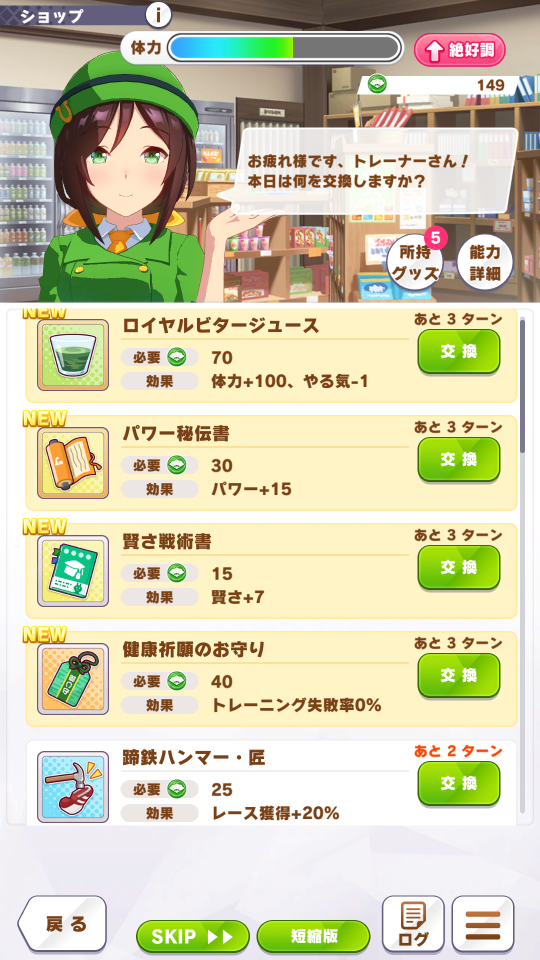 ショップ
i
体力
絶好調
149
お疲れ様です、トレーナーさん！
本日は何を交換しますか？
5
所持
グッズ
能力
詳細
NEW
ロイヤルビタージュース
あと 3 ターン
必要 70
交換
効果 体力+100、やる気-1
NEW
パワー秘伝書
あと 3 ターン
必要 30
交換
効果 パワー+15
NEW
賢さ戦術書
あと 3 ターン
必要 15
交換
効果 賢さ+7
NEW
健康祈願のお守り
あと 3 ターン
必要 40
交換
効果 トレーニング失敗率0%
蹄鉄ハンマー・匠
あと 2 ターン
必要 25
交換
効果 レース獲得+20%
戻る
SKIP
短縮版
ログ